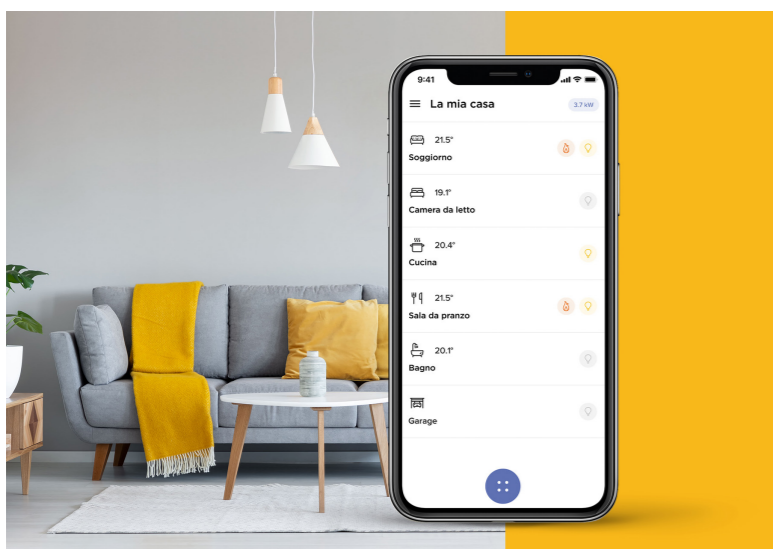 9:41
La mia casa
3.7 kW
21.5°
Soggiorno
19.1°
Camera da letto
20.4°
Cucina
21.5°
Sala da pranzo
20.1°
Bagno
Garage